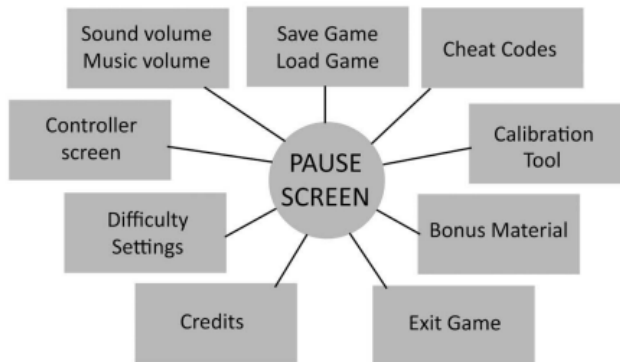 Sound volume
Music volume
Save Game
Load Game
Cheat Codes
Controller
screen
PAUSE
SCREEN
Calibration
Tool
Difficulty
Settings
Bonus Material
Credits
Exit Game